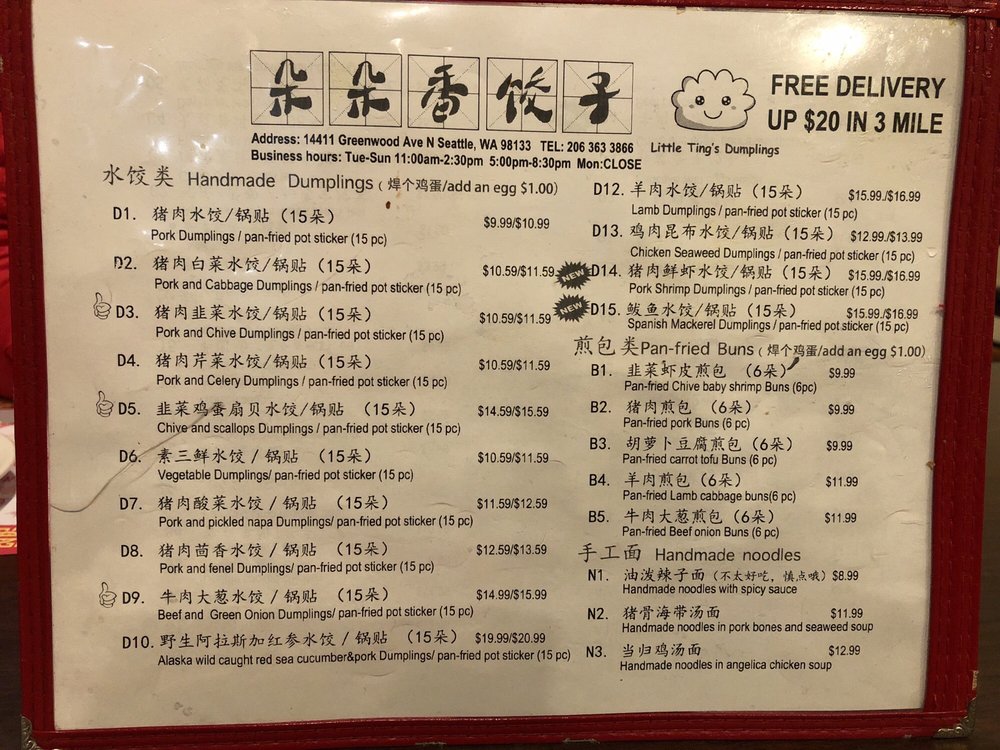 朵朵香饺子
FREE DELIVERY
UP $20 IN 3 MILE
Address: 14411 Greenwood Ave N Seattle, WA 98133 TEL: 206 363 3866
Little Ting's Dumplings
Business hours: Tue-Sun 11:00am-2:30pm 5:00pm-8:30pm Mon:CLOSE
水饺类 Handmade Dumplings ( 焊个鸡蛋/add an egg $1.00)
D1. 猪肉水饺/锅贴（15朵） $9.99/$10.99
Pork Dumplings / pan-fried pot sticker (15 pc)
D2. 猪肉白菜水饺/锅贴（15朵） $10.59/$11.59
Pork and Cabbage Dumplings / pan-fried pot sticker (15 pc)
D3. 猪肉韭菜水饺/锅贴（15朵） $10.59/$11.59
Pork and Chive Dumplings / pan-fried pot sticker (15 pc)
D4. 猪肉芹菜水饺/锅贴（15朵） $10.59/$11.59
Pork and Celery Dumplings / pan-fried pot sticker (15 pc)
D5. 韭菜鸡蛋扇贝水饺/锅贴（15朵） $14.59/$15.59
Chive and scallops Dumplings / pan-fried pot sticker (15 pc)
D6. 素三鲜水饺 / 锅贴（15朵） $10.59/$11.59
Vegetable Dumplings/ pan-fried pot sticker (15 pc)
D7. 猪肉酸菜水饺 / 锅贴 （15朵） $11.59/$12.59
Pork and pickled napa Dumplings/ pan-fried pot sticker (15 pc)
D8. 猪肉茴香水饺 / 锅贴 （15朵） $12.59/$13.59
Pork and fenel Dumplings/ pan-fried pot sticker (15 pc)
D9. 牛肉大葱水饺 / 锅贴 （15朵） $14.99/$15.99
Beef and Green Onion Dumplings/ pan-fried pot sticker (15 pc)
D10. 野生阿拉斯加红参水饺 / 锅贴 （15朵） $19.99/$20.99
Alaska wild caught red sea cucumber&pork Dumplings/ pan-fried pot sticker (15 pc)
D12. 羊肉水饺/锅贴（15朵） $15.99./$16.99
Lamb Dumplings / pan-fried pot sticker (15 pc)
D13. 鸡肉昆布水饺/锅贴（15朵） $12.99/$13.99
Chicken Seaweed Dumplings / pan-fried pot sticker (15 pc)
NEW D14. 猪肉鲜虾水饺/锅贴（15朵） $15.99/$16.99
Pork Shrimp Dumplings / pan-fried pot sticker (15 pc)
NEW D15. 鲅鱼水饺/锅贴（15朵） $15.99/$16.99
Spanish Mackerel Dumplings / pan-fried pot sticker (15 pc)
煎包类Pan-fried Buns ( 焊个鸡蛋/add an egg $1.00)
B1. 韭菜虾皮煎包 （6朵） $9.99
Pan-fried Chive baby shrimp Buns (6pc)
B2. 猪肉煎包 （6朵） $9.99
Pan-fried pork Buns (6 pc)
B3. 胡萝卜豆腐煎包（6朵） $9.99
Pan-fried carrot tofu Buns (6 pc)
B4. 羊肉煎包（6朵） $11.99
Pan-fried Lamb cabbage buns(6 pc)
B5. 牛肉大葱煎包（6朵） $11.99
Pan-fried Beef onion Buns (6 pc)
手工面 Handmade noodles
N1. 油泼辣子面（不太好吃，慎点哦）$8.99
Handmade noodles with spicy sauce
N2. 猪骨海带汤面 $11.99
Handmade noodles in pork bones and seaweed soup
N3. 当归鸡汤面 $12.99
Handmade noodles in angelica chicken soup